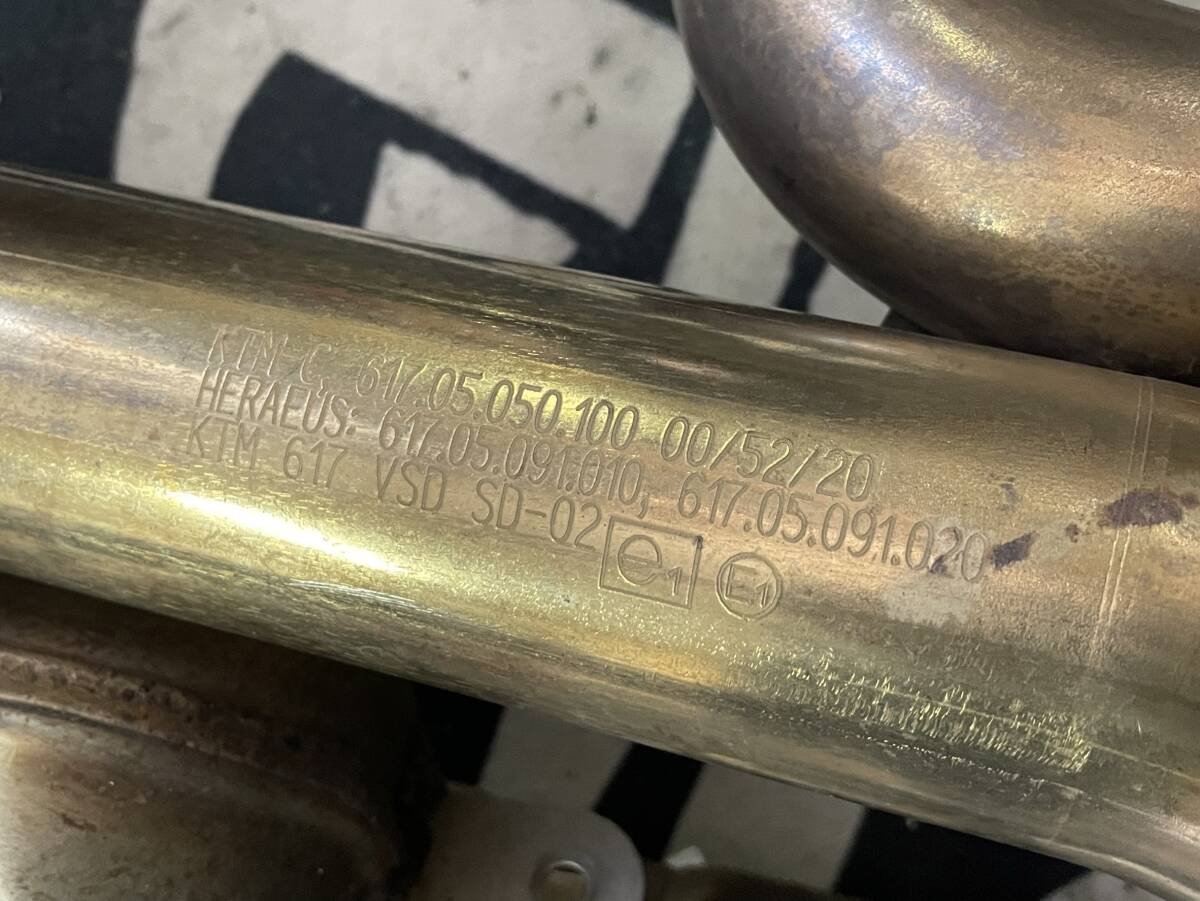 KTM-C, 617.05.050.100 00/52/20
HERAEUS: 617.05.091.010, 617.05.091.020
KTM 617 VSD SD-02 e1 E1